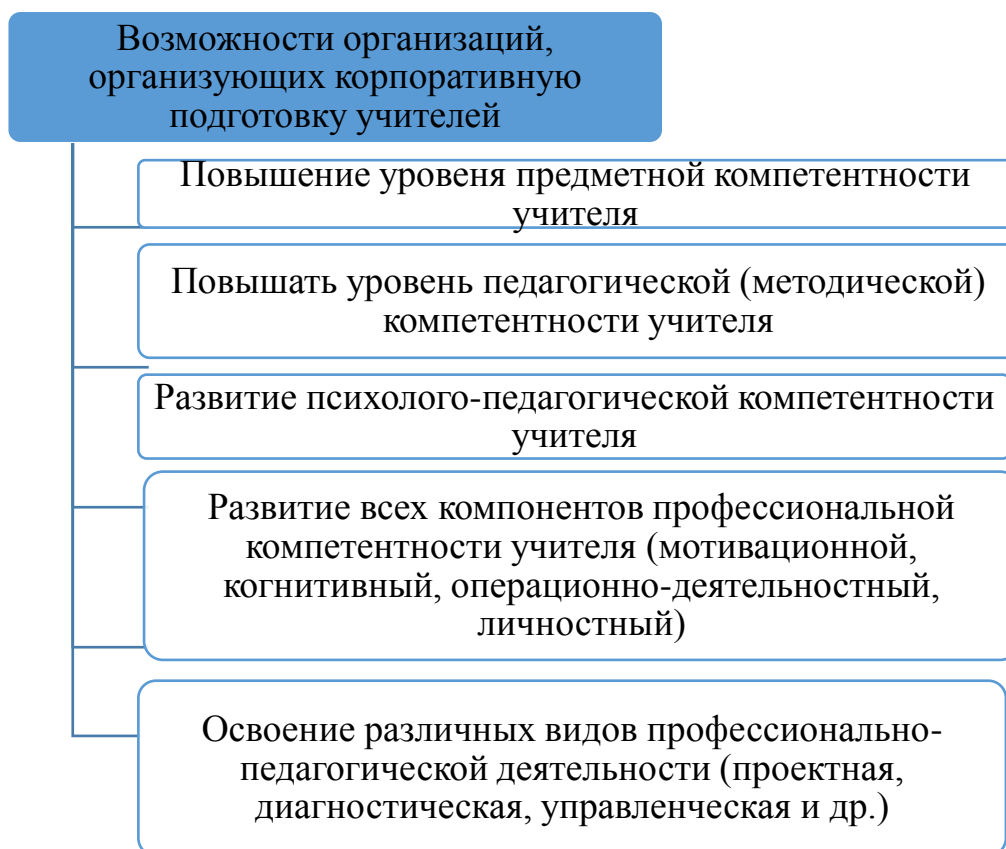 Возможности организаций,
организующих корпоративную
подготовку учителей
Повышение уровеня предметной компетентности
учителя
Повышать уровень педагогической (методической)
компетентности учителя
Развитие психолого-педагогической компетентности
учителя
Развитие всех компонентов профессиональной
компетентности учителя (мотивационной,
когнитивный, операционно-деятельностный,
личностный)
Освоение различных видов профессионально-
педагогической деятельности (проектная,
диагностическая, управленческая и др.)